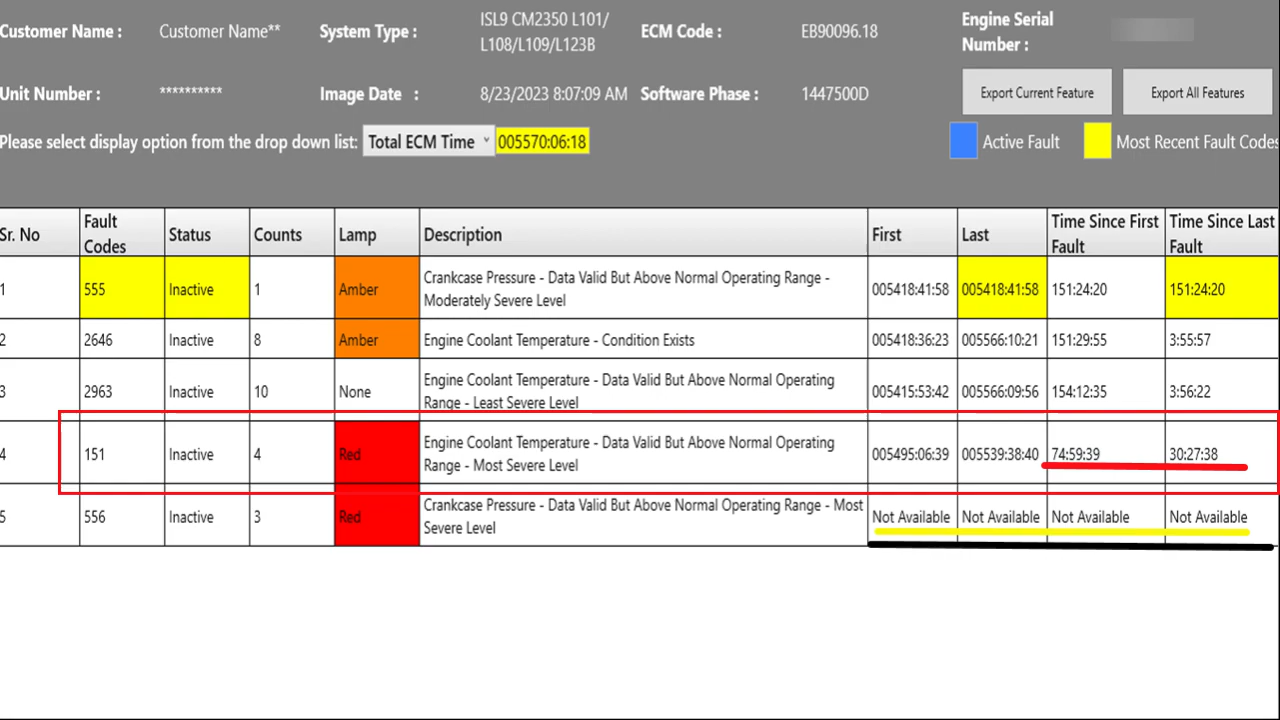 Customer Name :
Customer Name**
System Type :
ISL9 CM2350 L101/
L108/L109/L123B
ECM Code :
EB90096.18
Engine Serial
Number :
Unit Number :
**********
Image Date :
8/23/2023 8:07:09 AM
Software Phase :
1447500D
Export Current Feature
Export All Features
Please select display option from the drop down list:
Total ECM Time
005570:06:18
Active Fault
Most Recent Fault Codes
Sr. No
Fault
Codes
Status
Counts
Lamp
Description
First
Last
Time Since First
Fault
Time Since Last
Fault
1
555
Inactive
1
Amber
Crankcase Pressure - Data Valid But Above Normal Operating Range -
Moderately Severe Level
005418:41:58
005418:41:58
151:24:20
151:24:20
2
2646
Inactive
8
Amber
Engine Coolant Temperature - Condition Exists
005418:36:23
005566:10:21
151:29:55
3:55:57
3
2963
Inactive
10
None
Engine Coolant Temperature - Data Valid But Above Normal Operating
Range - Least Severe Level
005415:53:42
005566:09:56
154:12:35
3:56:22
4
151
Inactive
4
Red
Engine Coolant Temperature - Data Valid But Above Normal Operating
Range - Most Severe Level
005495:06:39
005539:38:40
74:59:39
30:27:38
5
556
Inactive
3
Red
Crankcase Pressure - Data Valid But Above Normal Operating Range - Most
Severe Level
Not Available
Not Available
Not Available
Not Available